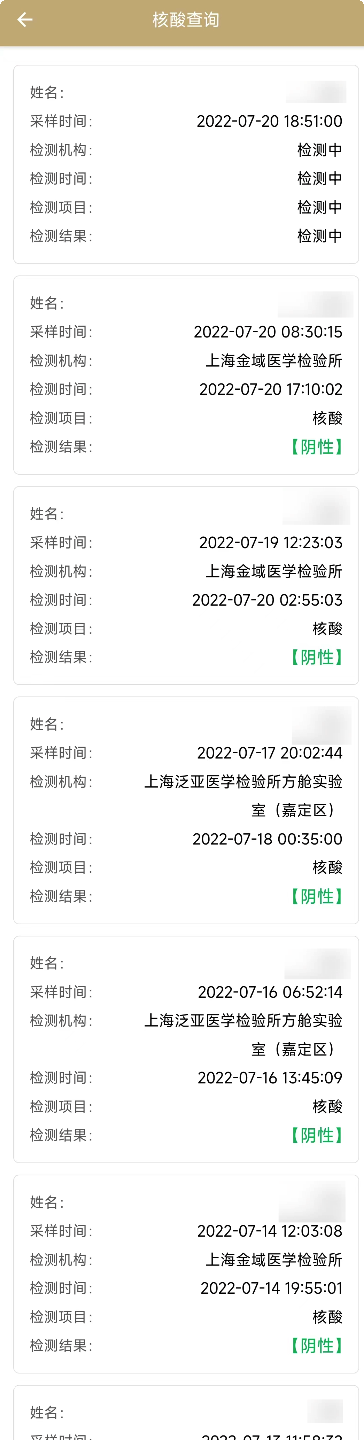 核酸查询
姓名:
采样时间: 2022-07-20 18:51:00
检测机构: 检测中
检测时间: 检测中
检测项目: 检测中
检测结果: 检测中
姓名:
采样时间: 2022-07-20 08:30:15
检测机构: 上海金域医学检验所
检测时间: 2022-07-20 17:10:02
检测项目: 核酸
检测结果: 【阴性】
姓名:
采样时间: 2022-07-19 12:23:03
检测机构: 上海金域医学检验所
检测时间: 2022-07-20 02:55:03
检测项目: 核酸
检测结果: 【阴性】
姓名:
采样时间: 2022-07-17 20:02:44
检测机构: 上海泛亚医学检验所方舱实验
室（嘉定区）
检测时间: 2022-07-18 00:35:00
检测项目: 核酸
检测结果: 【阴性】
姓名:
采样时间: 2022-07-16 06:52:14
检测机构: 上海泛亚医学检验所方舱实验
室（嘉定区）
检测时间: 2022-07-16 13:45:09
检测项目: 核酸
检测结果: 【阴性】
姓名:
采样时间: 2022-07-14 12:03:08
检测机构: 上海金域医学检验所
检测时间: 2022-07-14 19:55:01
检测项目: 核酸
检测结果: 【阴性】
姓名:
采样时间: 2022-07-13